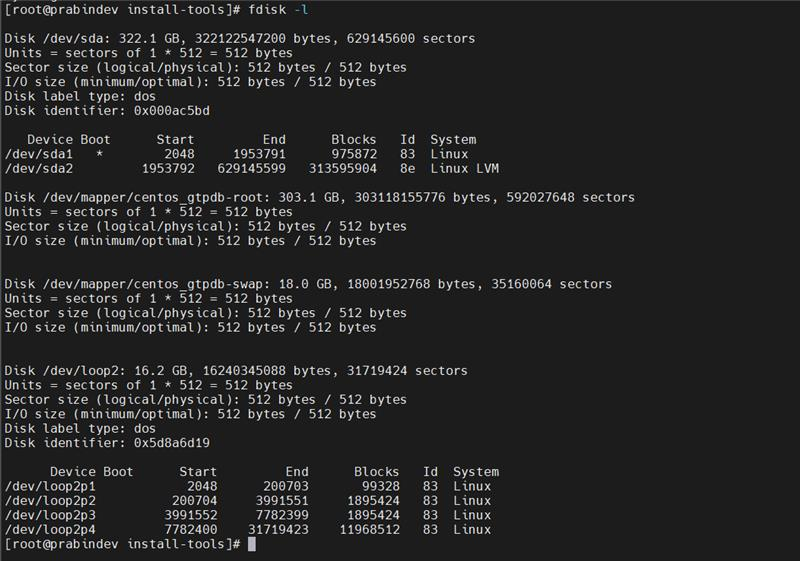 [root@prabindev install-tools]# fdisk -l
Disk /dev/sda: 322.1 GB, 322122547200 bytes, 629145600 sectors
Units = sectors of 1 * 512 = 512 bytes
Sector size (logical/physical): 512 bytes / 512 bytes
I/O size (minimum/optimal): 512 bytes / 512 bytes
Disk label type: dos
Disk identifier: 0x000ac5bd
Device Boot Start End Blocks Id System
/dev/sda1 * 2048 1953791 975872 83 Linux
/dev/sda2 1953792 629145599 313595904 8e Linux LVM
Disk /dev/mapper/centos_gtpdb-root: 303.1 GB, 303118155776 bytes, 592027648 sectors
Units = sectors of 1 * 512 = 512 bytes
Sector size (logical/physical): 512 bytes / 512 bytes
I/O size (minimum/optimal): 512 bytes / 512 bytes
Disk /dev/mapper/centos_gtpdb-swap: 18.0 GB, 18001952768 bytes, 35160064 sectors
Units = sectors of 1 * 512 = 512 bytes
Sector size (logical/physical): 512 bytes / 512 bytes
I/O size (minimum/optimal): 512 bytes / 512 bytes
Disk /dev/loop2: 16.2 GB, 16240345088 bytes, 31719424 sectors
Units = sectors of 1 * 512 = 512 bytes
Sector size (logical/physical): 512 bytes / 512 bytes
I/O size (minimum/optimal): 512 bytes / 512 bytes
Disk label type: dos
Disk identifier: 0x5d8a6d19
Device Boot Start End Blocks Id System
/dev/loop2p1 2048 200703 99328 83 Linux
/dev/loop2p2 200704 3991551 1895424 83 Linux
/dev/loop2p3 3991552 7782399 1895424 83 Linux
/dev/loop2p4 7782400 31719423 11968512 83 Linux
[root@prabindev install-tools]#